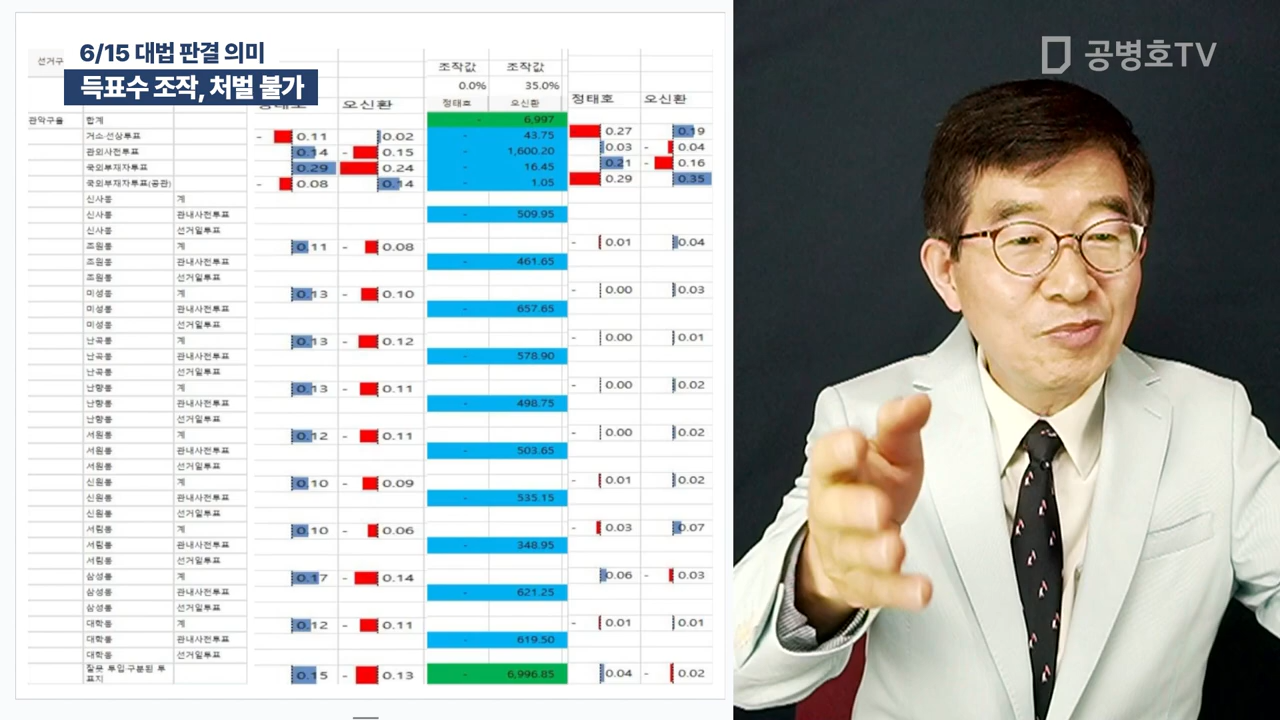 6/15 대법 판결 의미
득표수 조작, 처벌 불가
공병호TV
선거구
조작값 조작값
0.0% 35.0%
오신환 정태호 오신환 정태호 오신환
관악구을 합계 6,997
거소·선상투표 - 0.11 0.02 - 43.75 0.27 0.19
관외사전투표 0.14 - 0.15 - 1,600.20 0.03 - 0.04
국외부재자투표 0.29 0.24 - 16.45 0.21 - 0.16
국외부재자투표(공관) - 0.08 0.14 - 1.05 0.29 0.35
신사동 계
신사동 관내사전투표 - 509.95
신사동 선거일투표
조원동 계 0.11 - 0.08 - 0.01 0.04
조원동 관내사전투표 - 461.65
조원동 선거일투표
미성동 계 0.13 - 0.10 - 0.00 0.03
미성동 관내사전투표 - 657.65
미성동 선거일투표
난곡동 계 0.13 - 0.12 - 0.00 0.01
난곡동 관내사전투표 - 578.90
난곡동 선거일투표
난향동 계 0.13 - 0.11 - 0.00 0.02
난향동 관내사전투표 - 498.75
난향동 선거일투표
서원동 계 0.12 - 0.11 - 0.00 0.02
서원동 관내사전투표 - 503.65
서원동 선거일투표
신원동 계 0.10 - 0.09 - 0.01 0.02
신원동 관내사전투표 - 535.15
신원동 선거일투표
서림동 계 0.10 - 0.06 - 0.03 0.07
서림동 관내사전투표 - 348.95
서림동 선거일투표
삼성동 계 0.17 - 0.14 0.06 - 0.03
삼성동 관내사전투표 - 621.25
삼성동 선거일투표
대학동 계 0.12 - 0.11 - 0.01 0.01
대학동 관내사전투표 - 619.50
대학동 선거일투표
잘못 투입·구분된 투표지 0.15 - 0.13 - 6,996.85 0.04 - 0.02